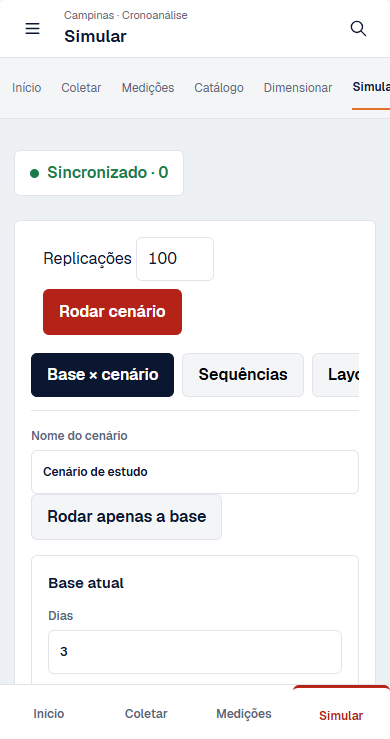 Campinas · Cronoanálise
Simular
Início Coletar Medições Catálogo Dimensionar Simula
Sincronizado · 0
Replicações 100
Rodar cenário
Base × cenário Sequências Layo
Nome do cenário
Cenário de estudo
Rodar apenas a base
Base atual
Dias
3
Início Coletar Medições Simular